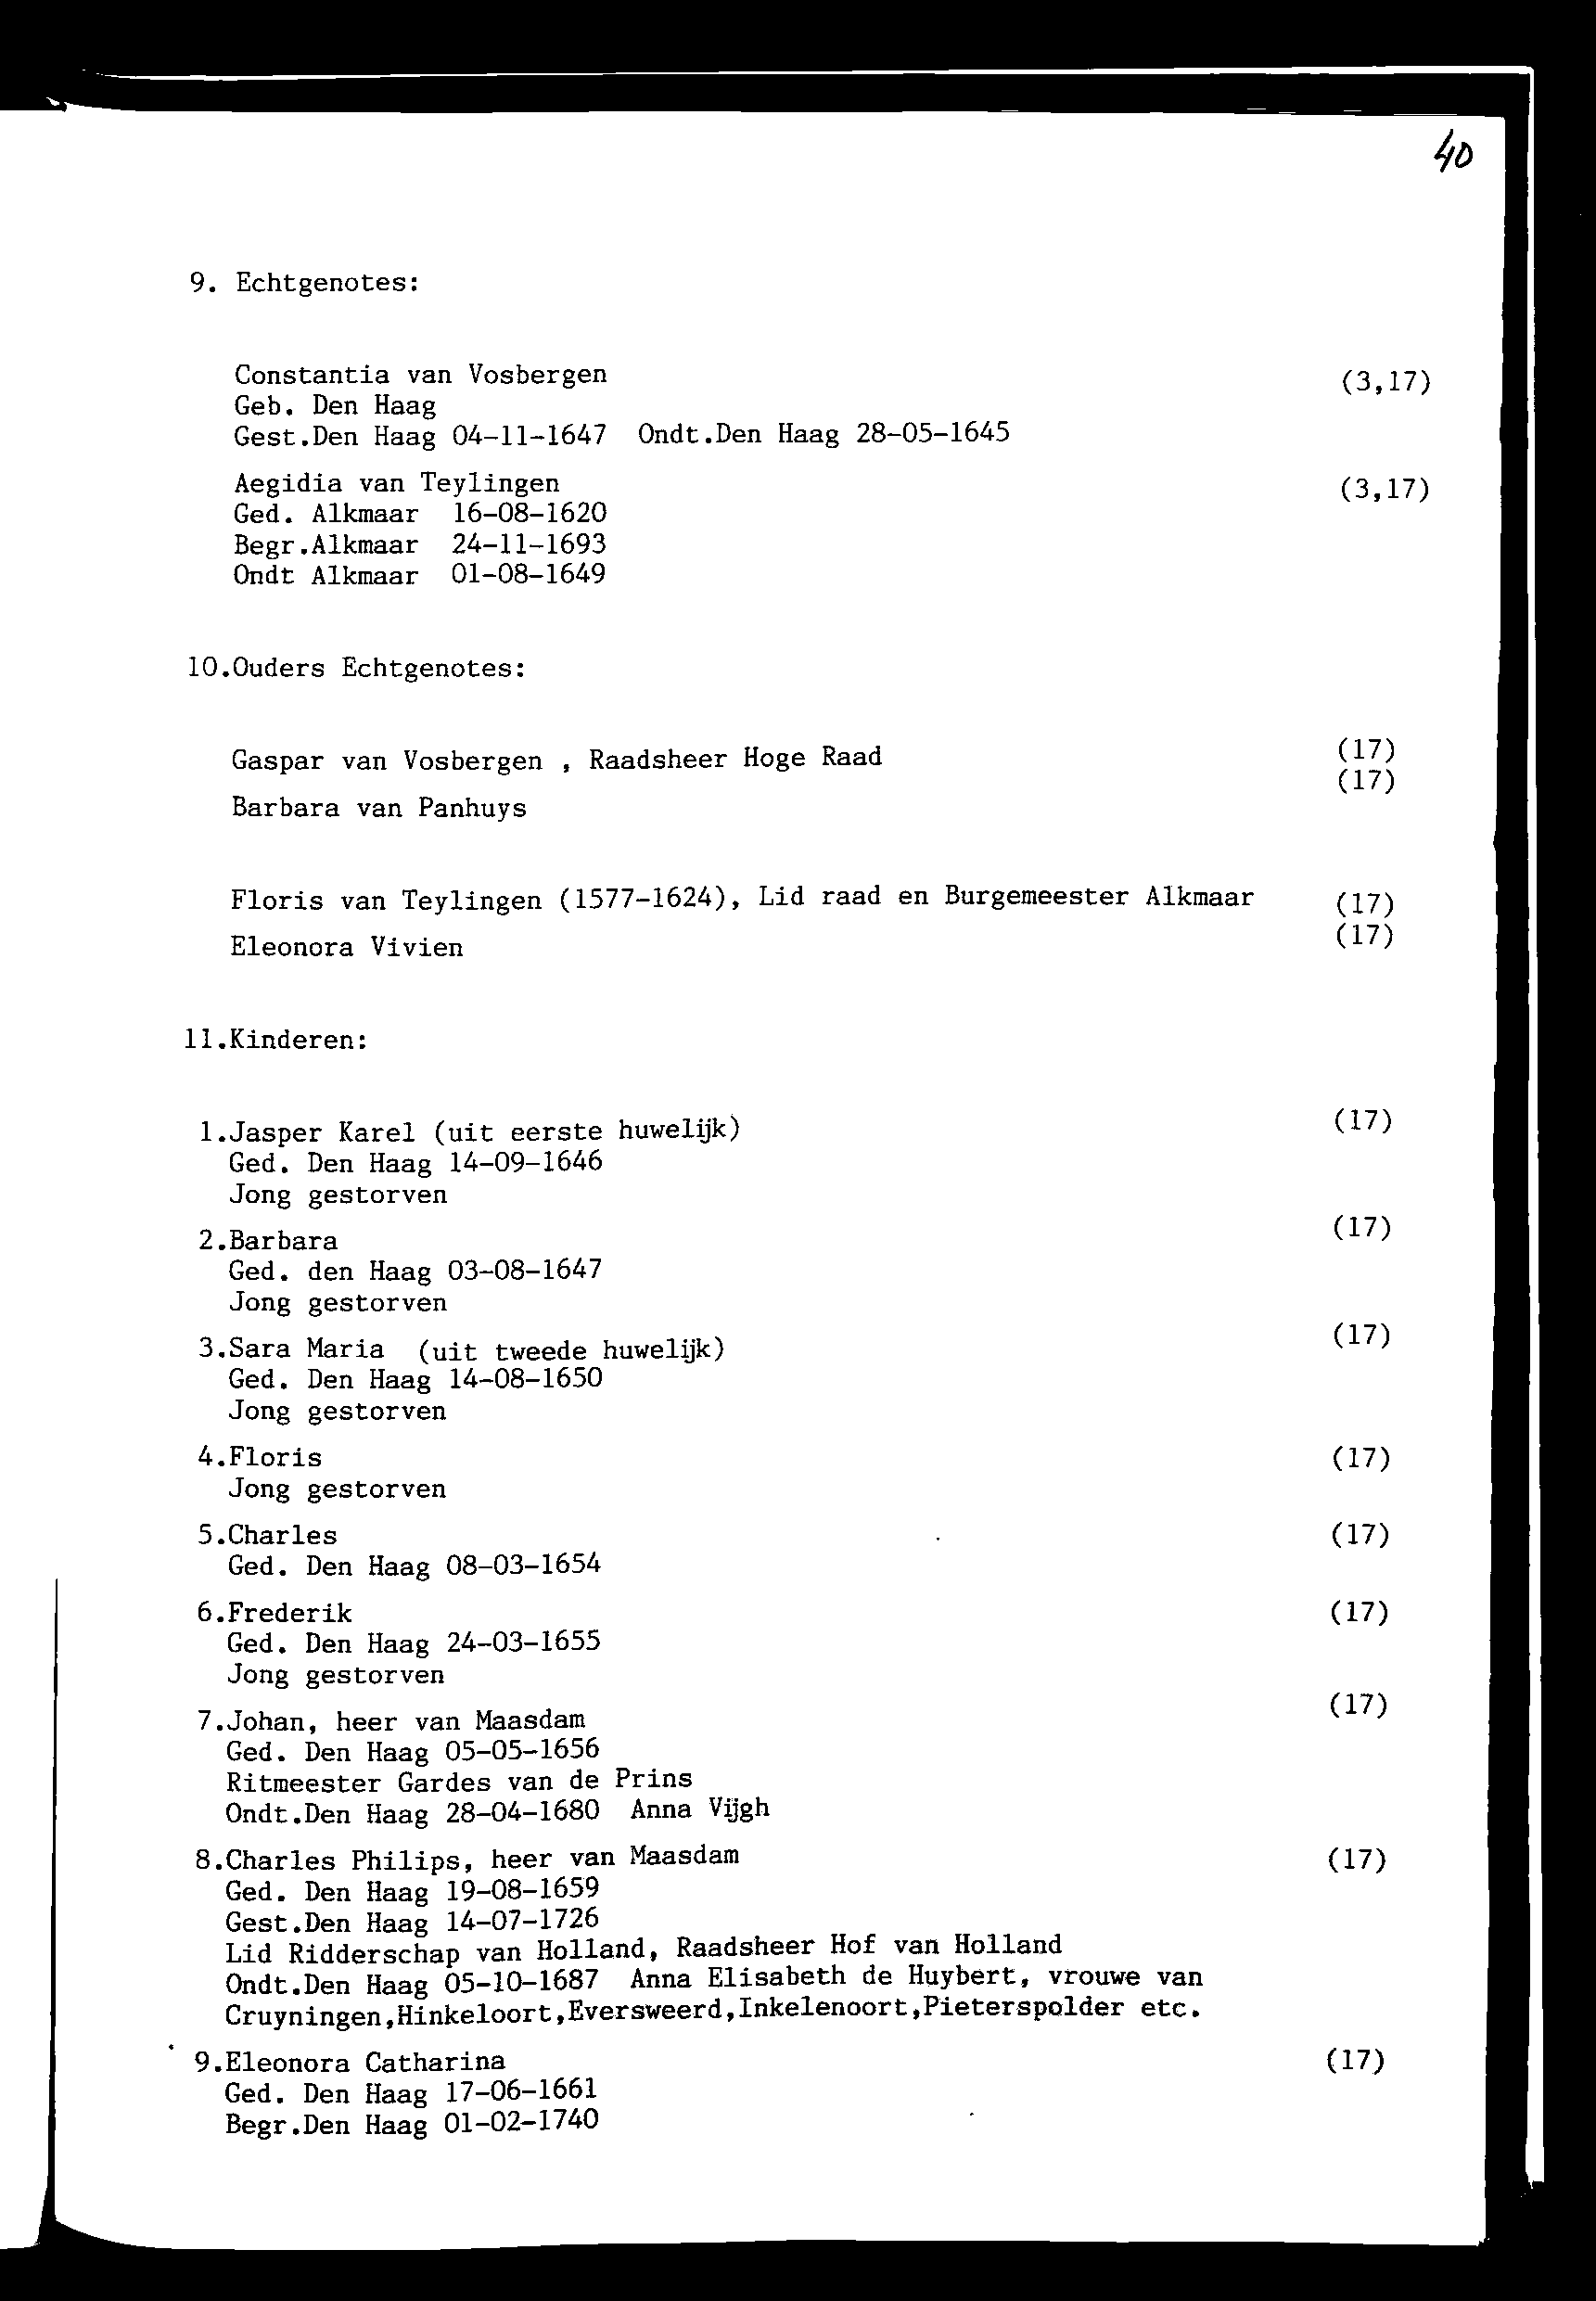 40
9. Echtgenotes:
Constantia van Vosbergen (3,17)
Geb. Den Haag
Gest.Den Haag 04-11-1647 Ondt.Den Haag 28-05-1645
Aegidia van Teylingen (3,17)
Ged. Alkmaar 16-08-1620
Begr.Alkmaar 24-11-1693
Ondt Alkmaar 01-08-1649
10.Ouders Echtgenotes:
Gaspar van Vosbergen , Raadsheer Hoge Raad (17)
(17)
Barbara van Panhuys
Floris van Teylingen (1577-1624), Lid raad en Burgemeester Alkmaar (17)
Eleonora Vivien (17)
11.Kinderen:
1.Jasper Karel (uit eerste huwelijk) (17)
Ged. Den Haag 14-09-1646
Jong gestorven
2.Barbara (17)
Ged. den Haag 03-08-1647
Jong gestorven
3.Sara Maria (uit tweede huwelijk) (17)
Ged. Den Haag 14-08-1650
Jong gestorven
4.Floris (17)
Jong gestorven
5.Charles (17)
Ged. Den Haag 08-03-1654
6.Frederik (17)
Ged. Den Haag 24-03-1655
Jong gestorven
7.Johan, heer van Maasdam (17)
Ged. Den Haag 05-05-1656
Ritmeester Gardes van de Prins
Ondt.Den Haag 28-04-1680 Anna Vijgh
8.Charles Philips, heer van Maasdam (17)
Ged. Den Haag 19-08-1659
Gest.Den Haag 14-07-1726
Lid Ridderschap van Holland, Raadsheer Hof van Holland
Ondt.Den Haag 05-10-1687 Anna Elisabeth de Huybert, vrouwe van
Cruyningen,Hinkeloort,Eversweerd,Inkelenoort,Pieterspolder etc.
9.Eleonora Catharina (17)
Ged. Den Haag 17-06-1661
Begr.Den Haag 01-02-1740